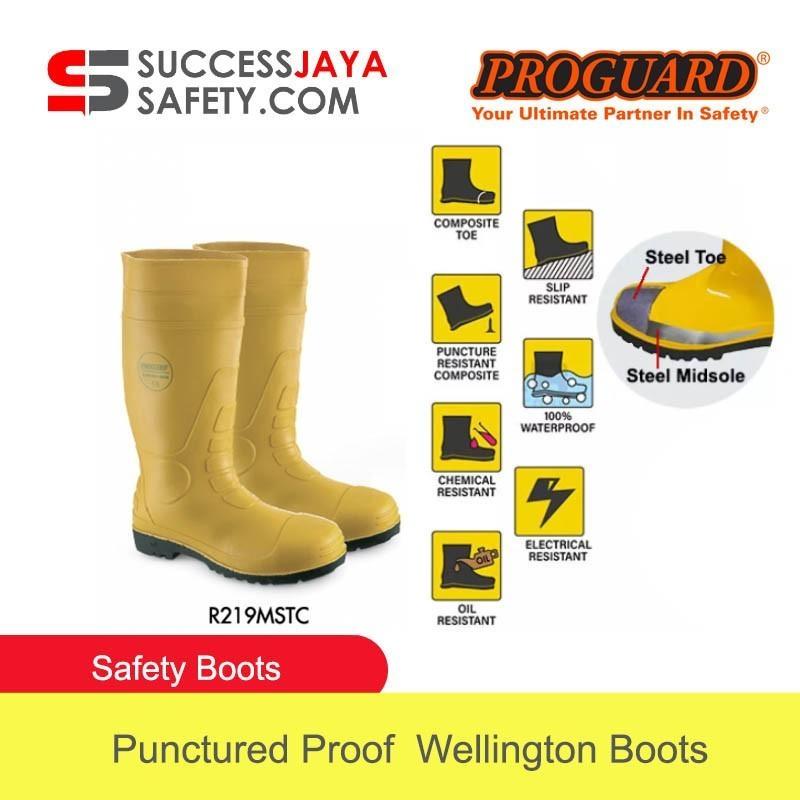 SUCCESSJAYA
SAFETY.COM
PROGUARD®
Your Ultimate Partner In Safety®
COMPOSITE
TOE
SLIP
RESISTANT
PUNCTURE
RESISTANT
COMPOSITE
100%
WATERPROOF
CHEMICAL
RESISTANT
ELECTRICAL
RESISTANT
OIL
OIL
RESISTANT
Steel Toe
Steel Midsole
PROGUARD
R219MSTC
Safety Boots
Punctured Proof Wellington Boots